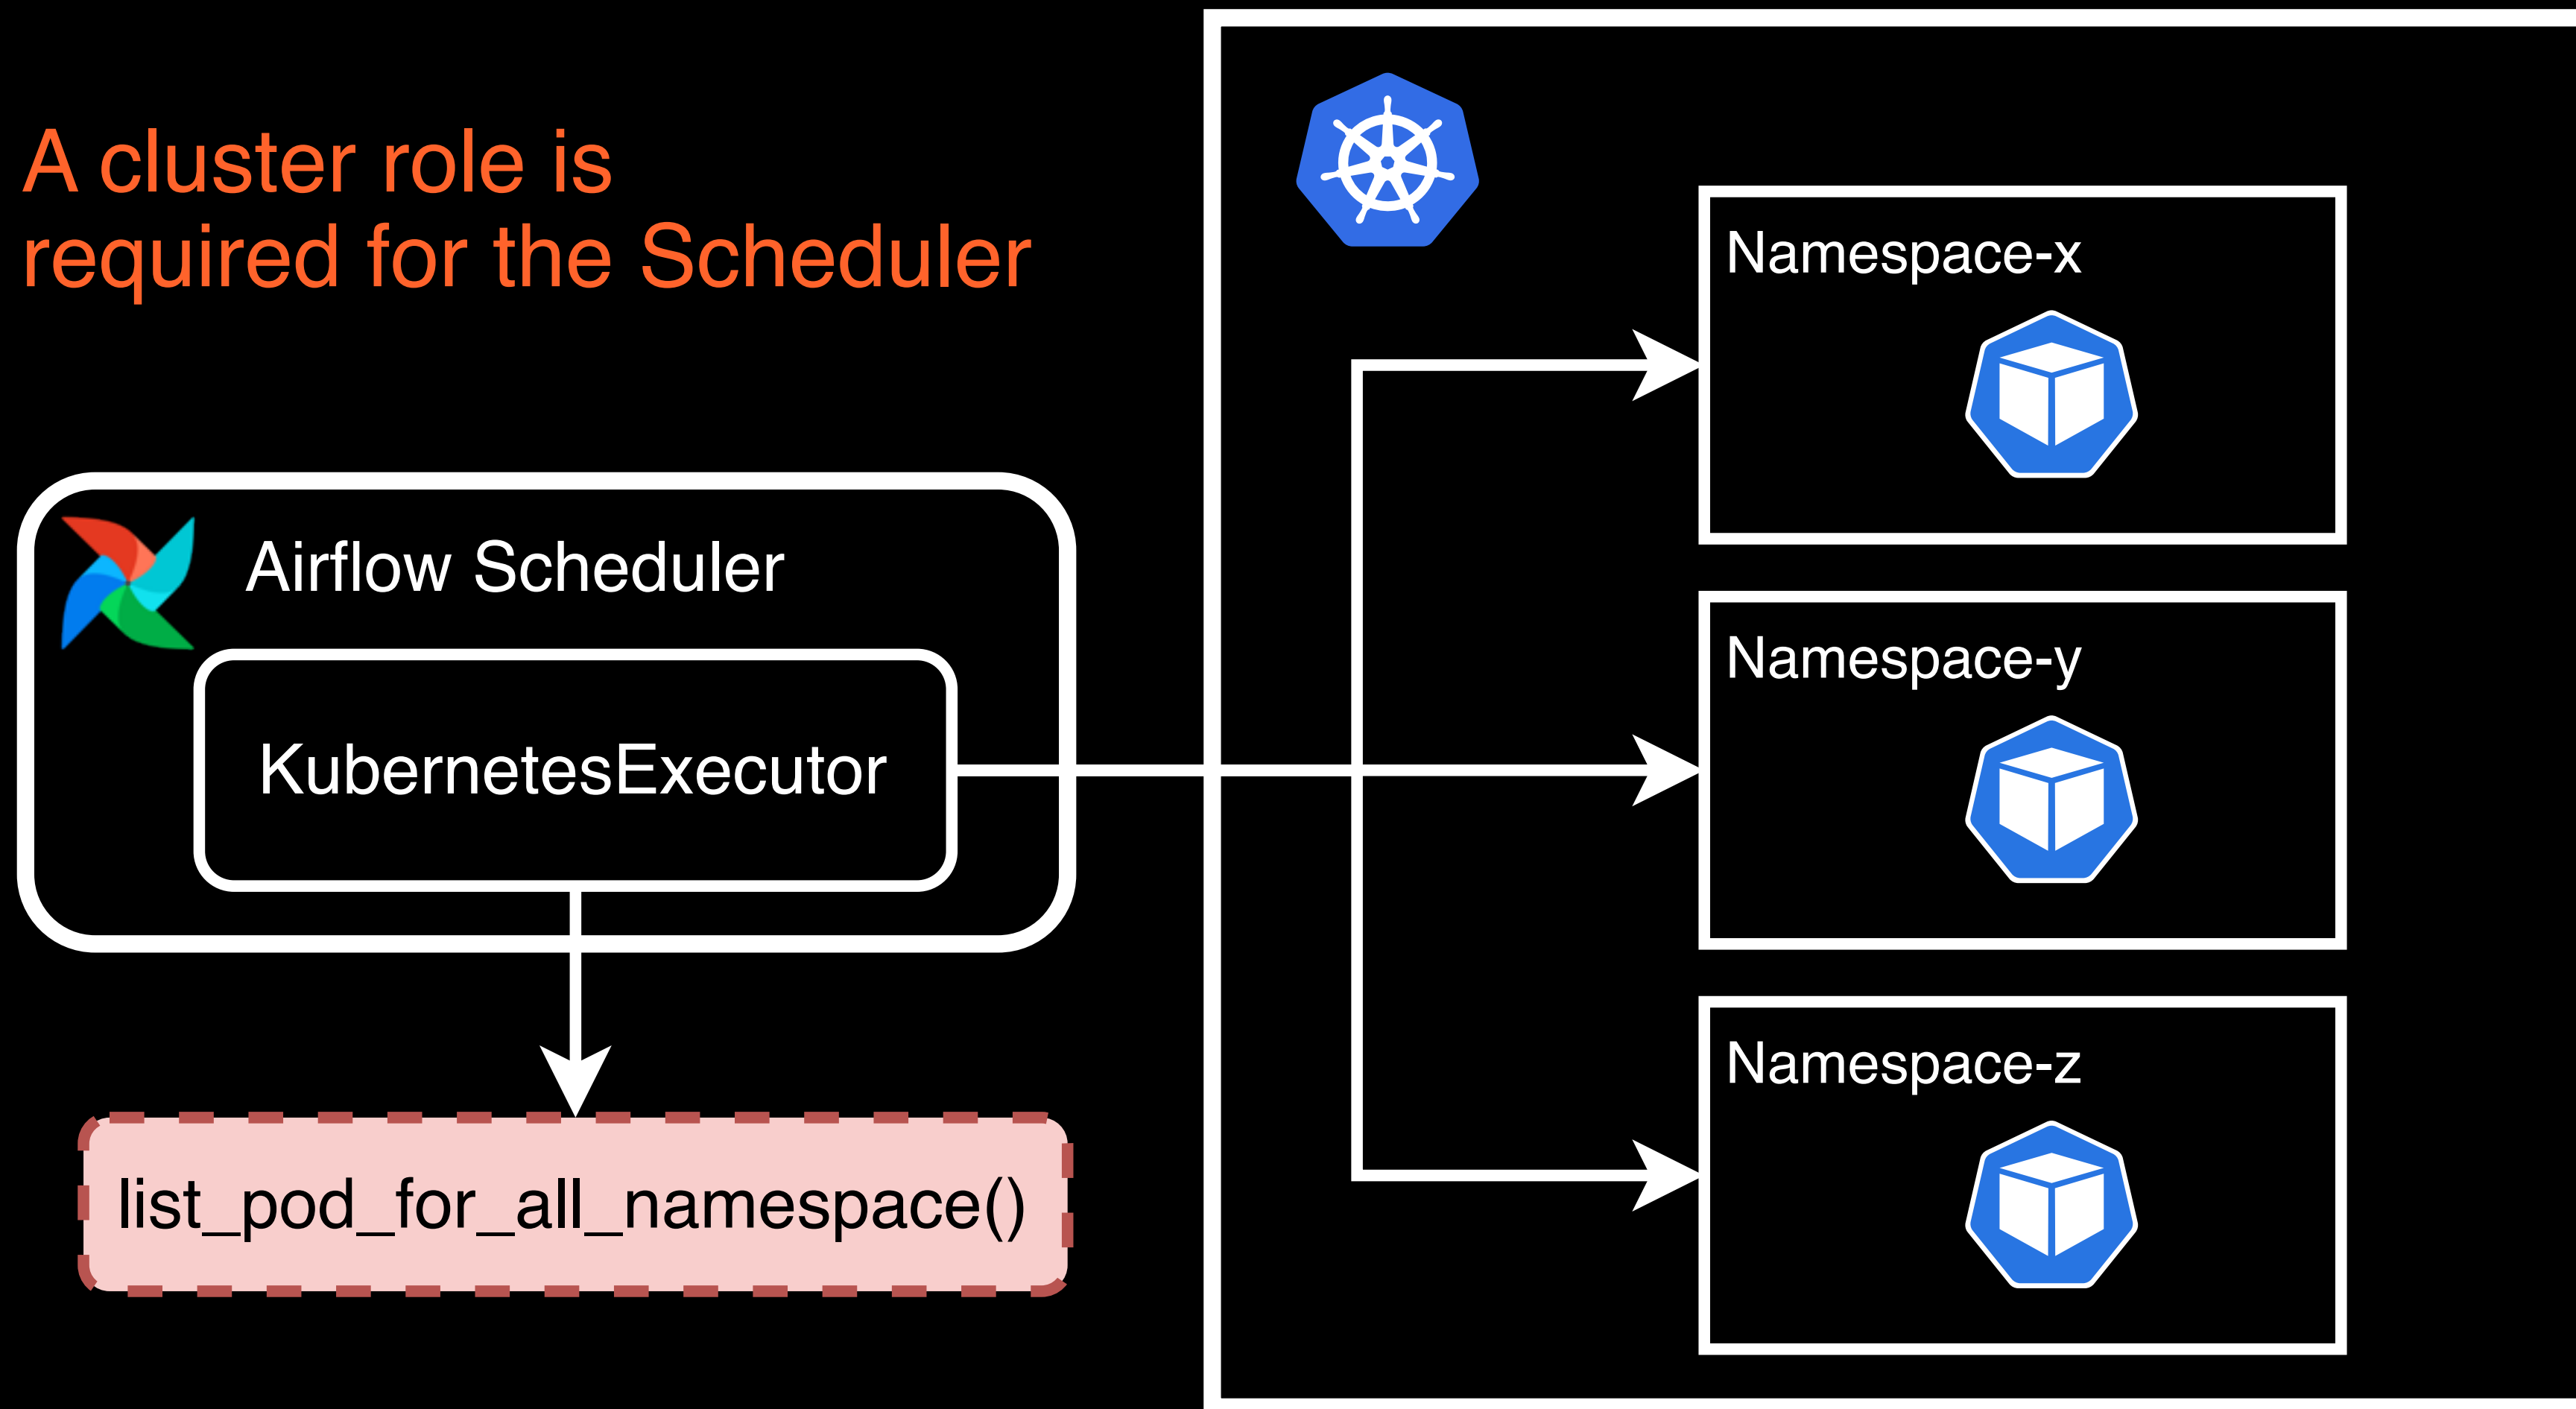 A cluster role is
required for the Scheduler
Airflow Scheduler
KubernetesExecutor
list_pod_for_all_namespace()
Namespace-x
Namespace-y
Namespace-z